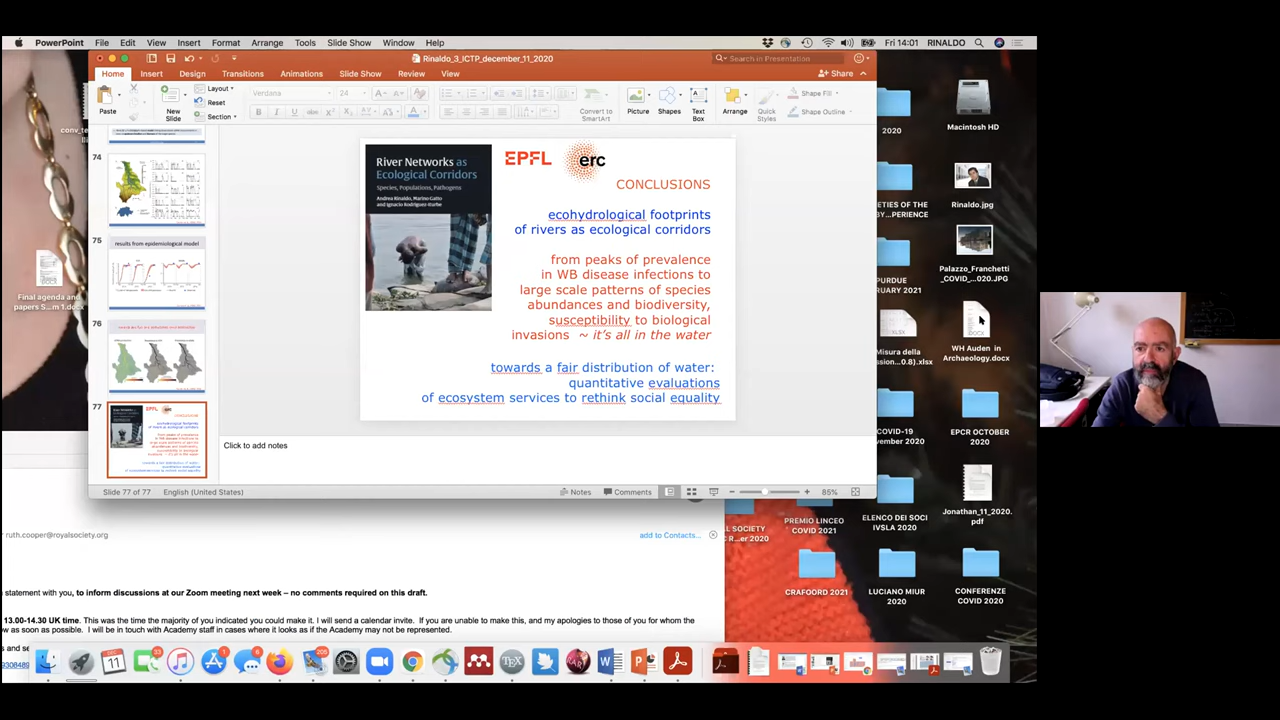 PowerPoint File Edit View Insert Format Arrange Tools Slide Show Window Help
Fri 14:01 RINALDO
Rinaldo_3_ICTP_december_11_2020
Search in Presentation
Home Insert Design Transitions Animations Slide Show Review View
Share
Paste
New
Slide
Layout
Reset
Section
Verdana
24
Convert to
SmartArt
Picture
Shapes
Text
Box
Arrange
Quick
Styles
Shape Fill
Shape Outline
74
75
results from epidemiological model
76
77
River Networks as
Ecological Corridors
Species, Populations, Pathogens
Andrea Rinaldo, Marino Gatto
and Ignacio Rodríguez-Iturbe
EPFL
erc
CONCLUSIONS
ecohydrological footprints
of rivers as ecological corridors
from peaks of prevalence
in WB disease infections to
large scale patterns of species
abundances and biodiversity,
susceptibility to biological
invasions ~ it's all in the water
towards a fair distribution of water:
quantitative evaluations
of ecosystem services to rethink social equality
Click to add notes
Slide 77 of 77
English (United States)
Notes
Comments
85%
Final agenda and
papers S...m 1.docx
2020
Macintosh HD
Rinaldo.jpg
Palazzo_Franchetti
_COVID_...020.JPG
WH Auden in
Archaeology.docx
EPCR OCTOBER
2020
Jonathan_11_2020.
pdf
PREMIO LINCEO
COVID 2021
ELENCO DEI SOCI
IVSLA 2020
CRAFOORD 2021
LUCIANO MIUR
2020
CONFERENZE
COVID 2020
ruth.cooper@royalsociety.org
add to Contacts...
statement with you, to inform discussions at our Zoom meeting next week – no comments required on this draft.
13.00-14.30 UK time. This was the time the majority of you indicated you could make it. I will send a calendar invite. If you are unable to make this, and my apologies to those of you for whom the
as soon as possible. I will be in touch with Academy staff in cases where it looks as if the Academy may not be represented.